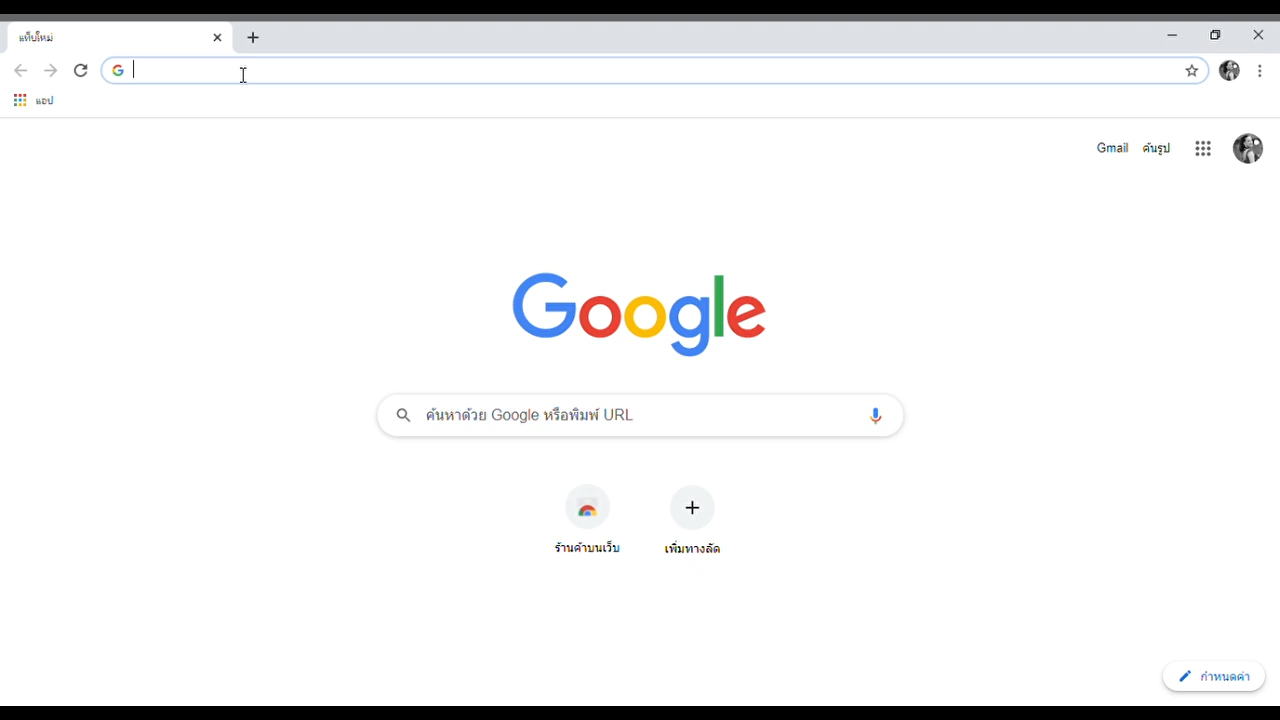 แท็บใหม่
แอป
Gmail ค้นรูป
Google
ค้นหาด้วย Google หรือพิมพ์ URL
ร้านค้าบนเว็บ เพิ่มทางลัด
กำหนดค่า